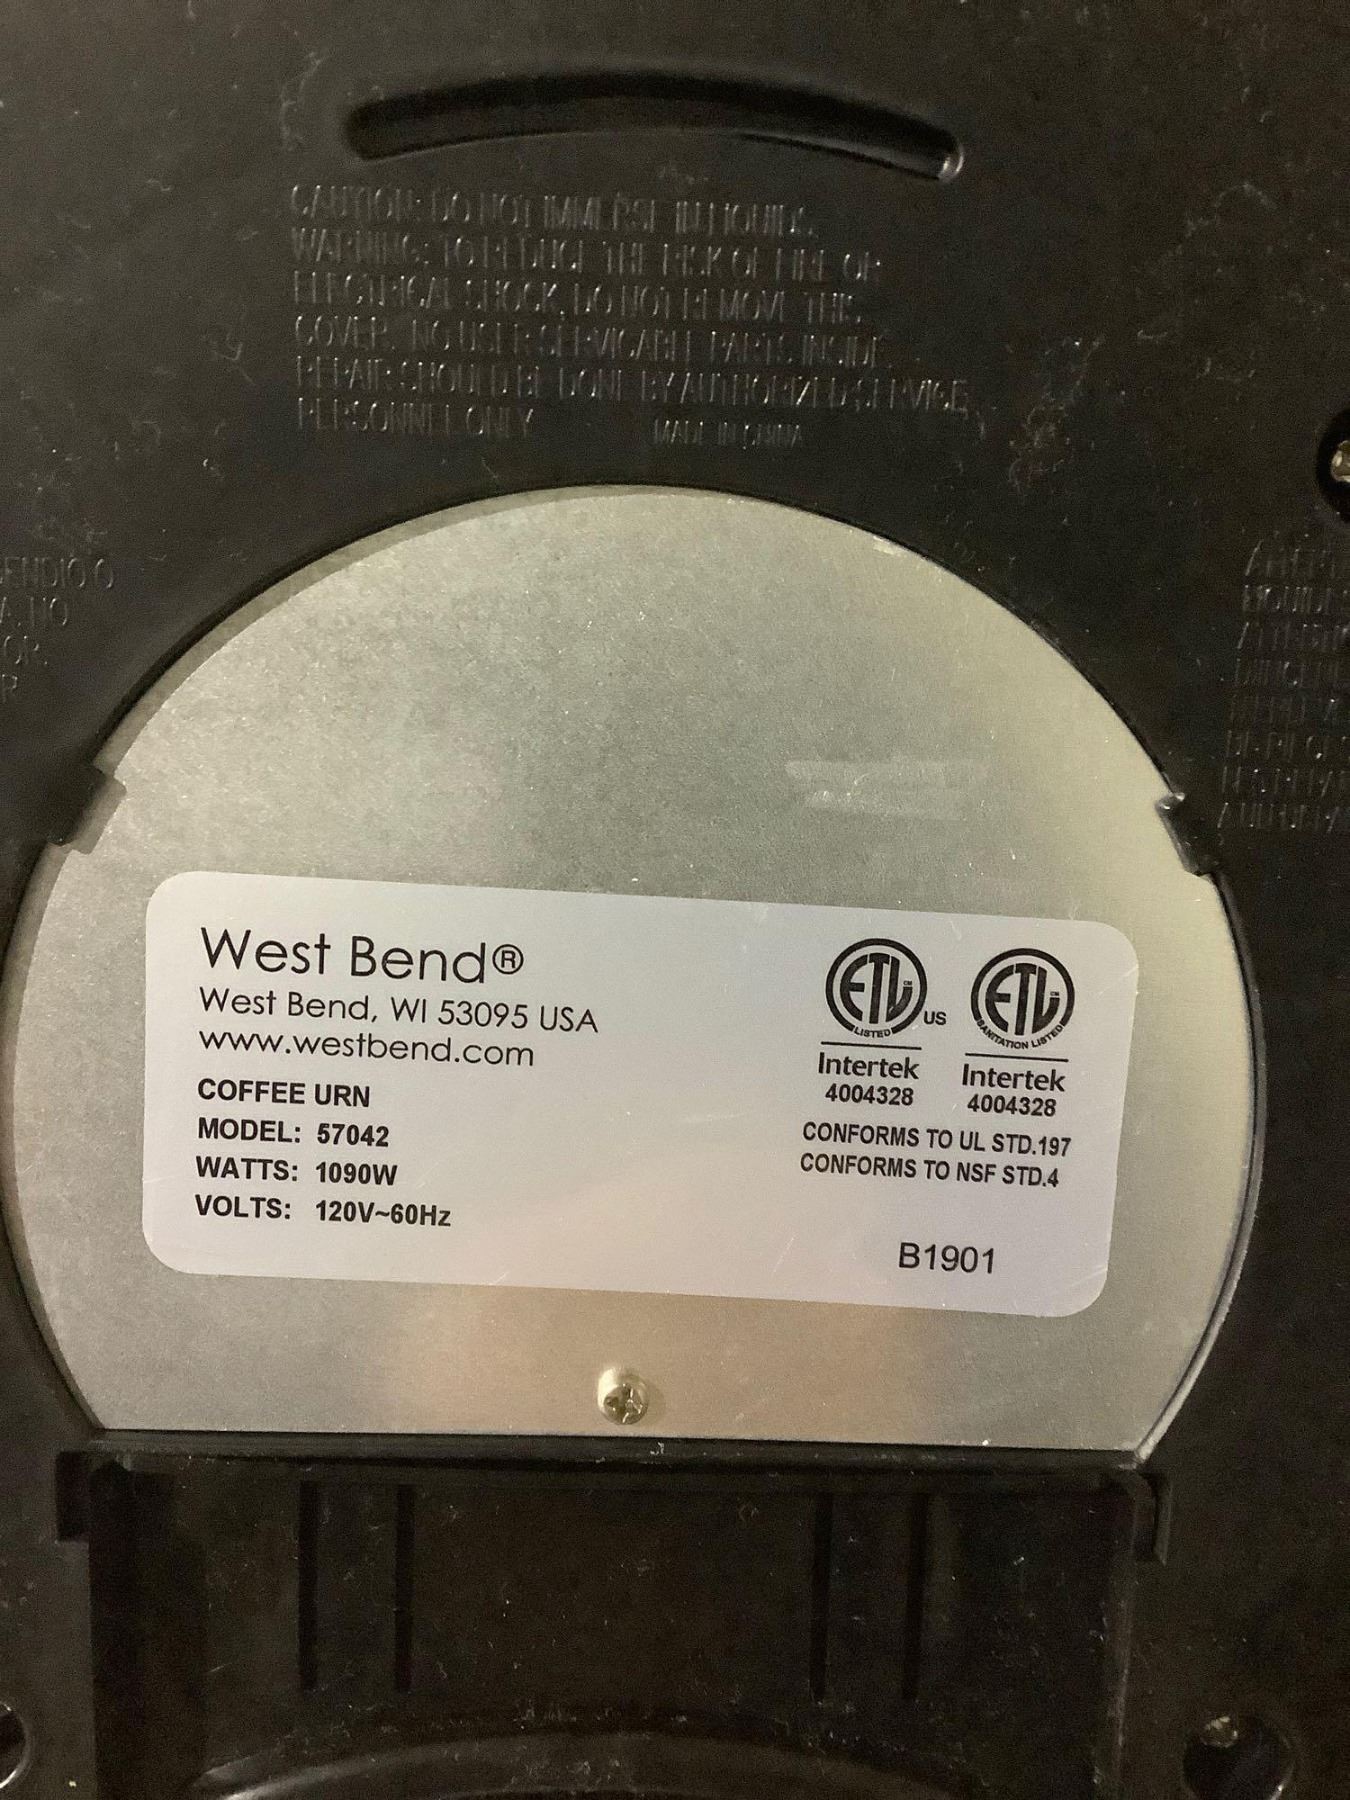 CAUTION: DO NOT IMMERSE IN LIQUIDS.
WARNING: TO REDUCE THE RISK OF FIRE OR
ELECTRICAL SHOCK, DO NOT REMOVE THIS
COVER. NO USER SERVICABLE PARTS INSIDE.
REPAIR SHOULD BE DONE BY AUTHORIZED SERVICE
PERSONNEL ONLY
MADE IN CHINA
West Bend®
West Bend, WI 53095 USA
www.westbend.com
COFFEE URN
MODEL: 57042
WATTS: 1090W
VOLTS: 120V~60Hz
ETL CM
LISTED
US
Intertek
4004328
ETL CM
SANITATION LISTED
Intertek
4004328
CONFORMS TO UL STD.197
CONFORMS TO NSF STD.4
B1901